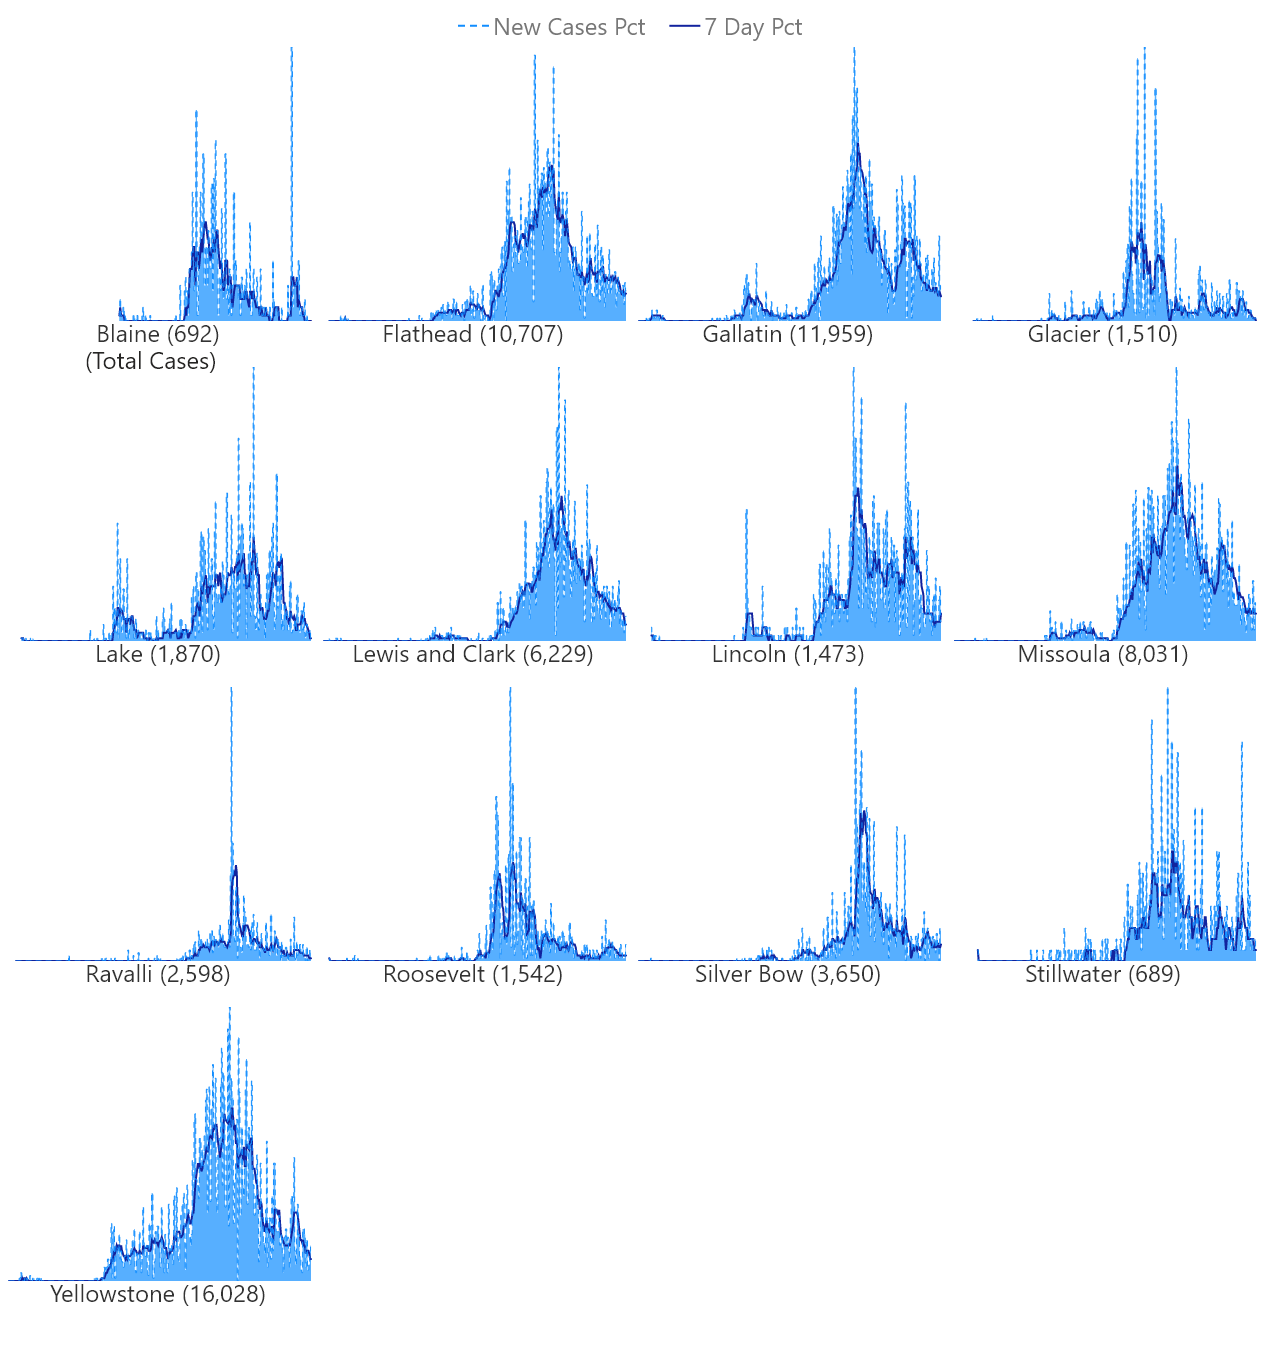 New Cases Pct 7 Day Pct
Blaine (692)
(Total Cases)
Flathead (10,707)
Gallatin (11,959)
Glacier (1,510)
Lake (1,870)
Lewis and Clark (6,229)
Lincoln (1,473)
Missoula (8,031)
Ravalli (2,598)
Roosevelt (1,542)
Silver Bow (3,650)
Stillwater (689)
Yellowstone (16,028)